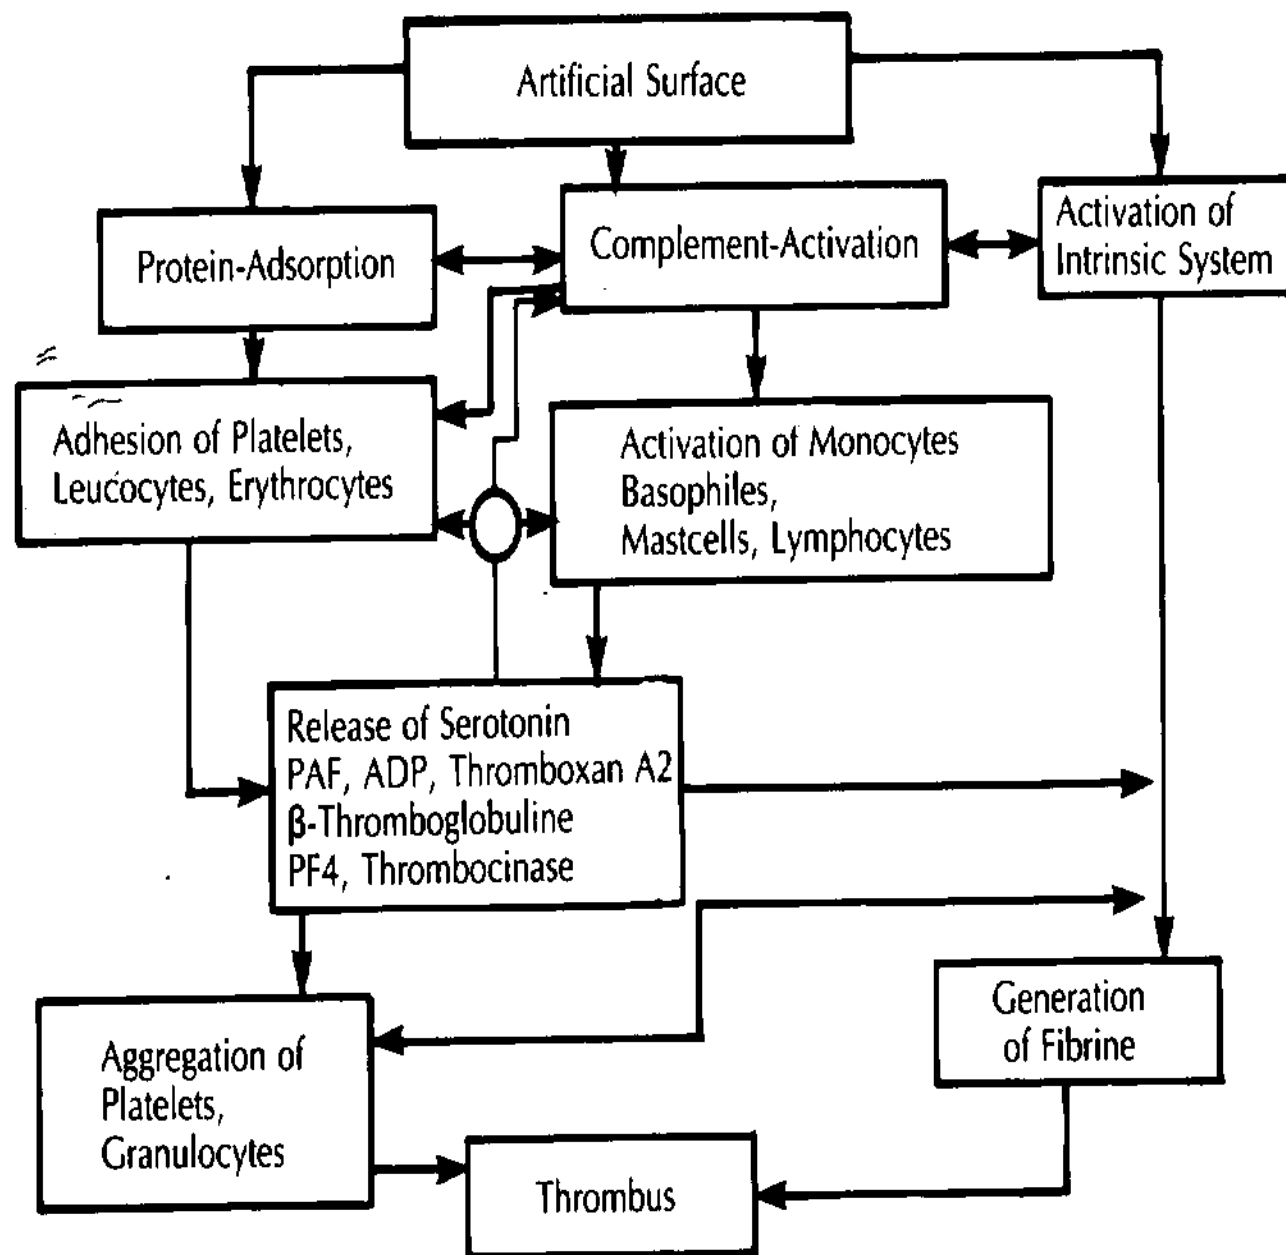 Artificial Surface
Protein-Adsorption
Complement-Activation
Activation of
Intrinsic System
Adhesion of Platelets,
Leucocytes, Erythrocytes
Activation of Monocytes
Basophiles,
Mastcells, Lymphocytes
Release of Serotonin
PAF, ADP, Thromboxan A2
β-Thromboglobuline
PF4, Thrombocinase
Aggregation of
Platelets,
Granulocytes
Generation
of Fibrine
Thrombus